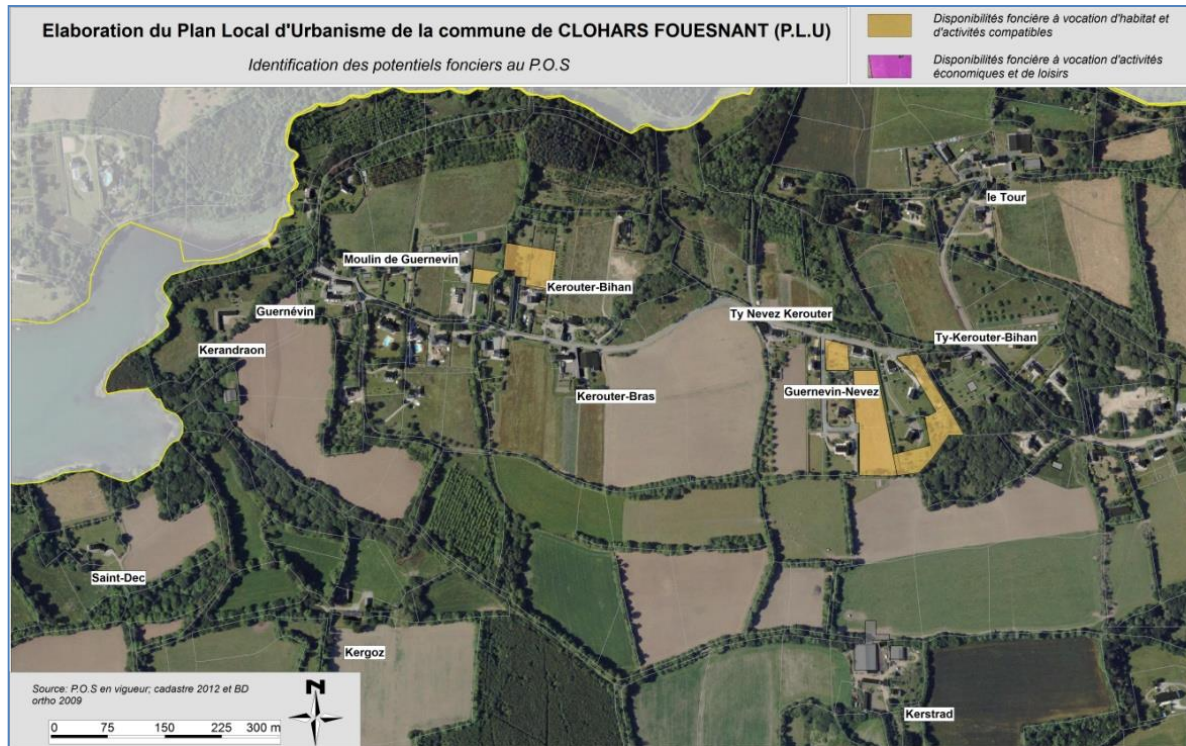 Elaboration du Plan Local d'Urbanisme de la commune de CLOHARS FOUESNANT (P.L.U)
Identification des potentiels fonciers au P.O.S
Disponibilités foncière à vocation d'habitat et
d'activités compatibles
Disponibilités foncière à vocation d'activités
économiques et de loisirs
le Tour
Moulin de Guernevin
Kerouter-Bihan
Guernévin
Ty Nevez Kerouter
Ty-Kerouter-Bihan
Kerandraon
Kerouter-Bras
Guernevin-Nevez
Saint-Dec
Kergoz
Kerstrad
Source: P.O.S en vigueur; cadastre 2012 et BD
ortho 2009
N
0 75 150 225 300 m